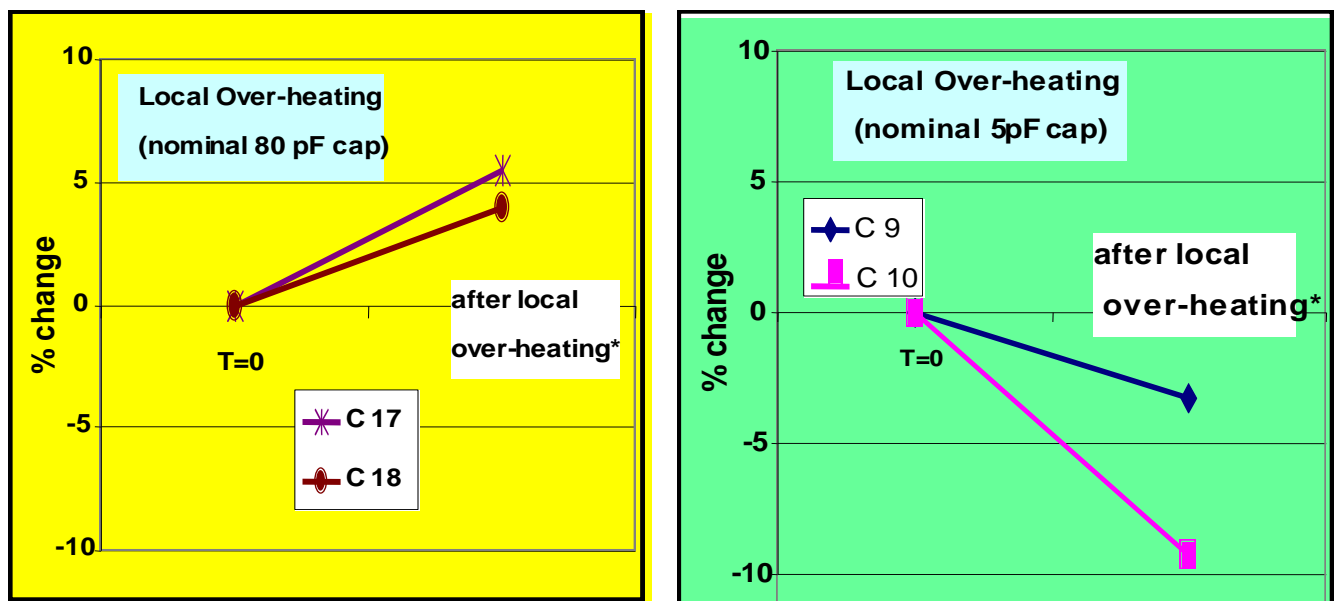 10
Local Over-heating
(nominal 80 pF cap)
5
% change
0
after local
over-heating*
T=0
-5
C 17
C 18
-10
10
Local Over-heating
(nominal 5pF cap)
5
C 9
C 10
after local
over-heating*
% change
0
T=0
-5
-10